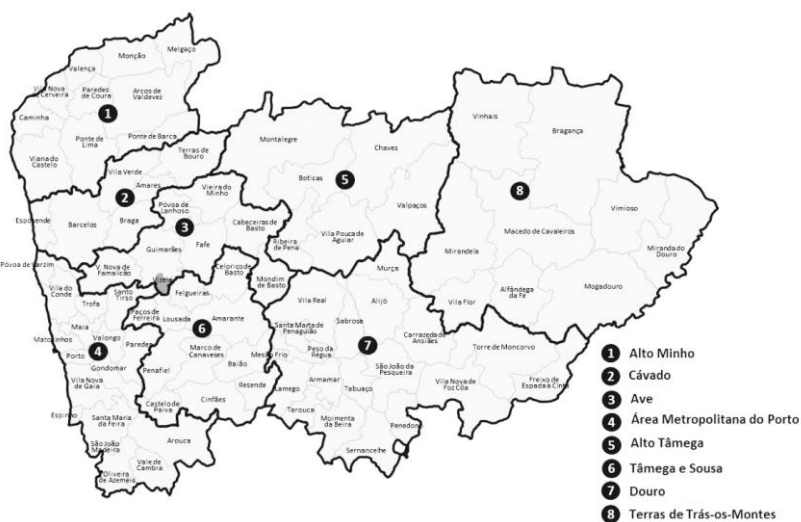 Melgaço
Monção
Valença
Vila Nova
de Cerveira
Paredes
de Coura
Arcos de
Valdevez
Caminha
1
Ponte de
Lima
Ponte de Barca
Viana do
Castelo
Terras de
Bouro
Vila Verde
2
Amares
Esposende
Barcelos
Braga
Vieira do
Minho
Póvoa de
Lanhoso
3
Cabeceiras de
Basto
Guimarães
Fafe
V. Nova de
Famalicão
Vizela
Celorico de
Basto
Mondim
de Basto
Montalegre
Chaves
Boticas
5
Valpaços
Vila Pouca de
Aguiar
Ribeira
de Pena
Vinhais
Bragança
8
Vimioso
Macedo de Cavaleiros
Miranda do
Douro
Mirandela
Mogadouro
Alfândega
da Fé
Vila Flor
Póvoa de Varzim
Vila do
Conde
Santo
Tirso
Trofa
Maia
Matosinhos
Valongo
Paredes
Porto
4
Gondomar
Vila Nova
de Gaia
Espinho
Santa Maria
da Feira
Arouca
São João
Madeira
Vale de
Cambra
Oliveira
de Azemeis
Felgueiras
Paços de
Ferreira
Lousada
Amarante
6
Marco de
Canaveses
Baião
Penafiel
Castelo de
Paiva
Cinfães
Resende
Murça
Vila Real
Alijó
Sabrosa
Santa Marta de
Penaguião
Carrazeda de
Ansiães
7
Peso da
Régua
Mesão Frio
São João da
Pesqueira
Torre de Moncorvo
Armamar
Tabuaço
Lamego
Vila Nova de
Foz Côa
Freixo de
Espada à Cinta
Tarouca
Moimenta
da Beira
Penedono
Sernancelhe
1 Alto Minho
2 Cávado
3 Ave
4 Área Metropolitana do Porto
5 Alto Tâmega
6 Tâmega e Sousa
7 Douro
8 Terras de Trás-os-Montes